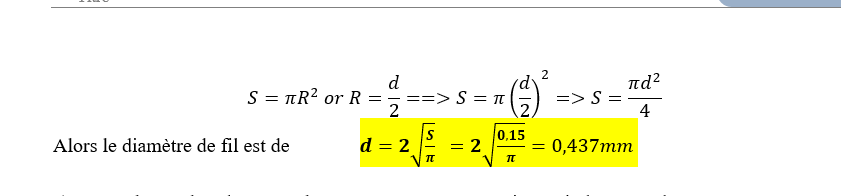 S = πR² or R = d/2 ==> S = π(d/2)² => S = πd²/4
Alors le diamètre de fil est de d = 2√(S/π) = 2√(0,15/π) = 0,437mm